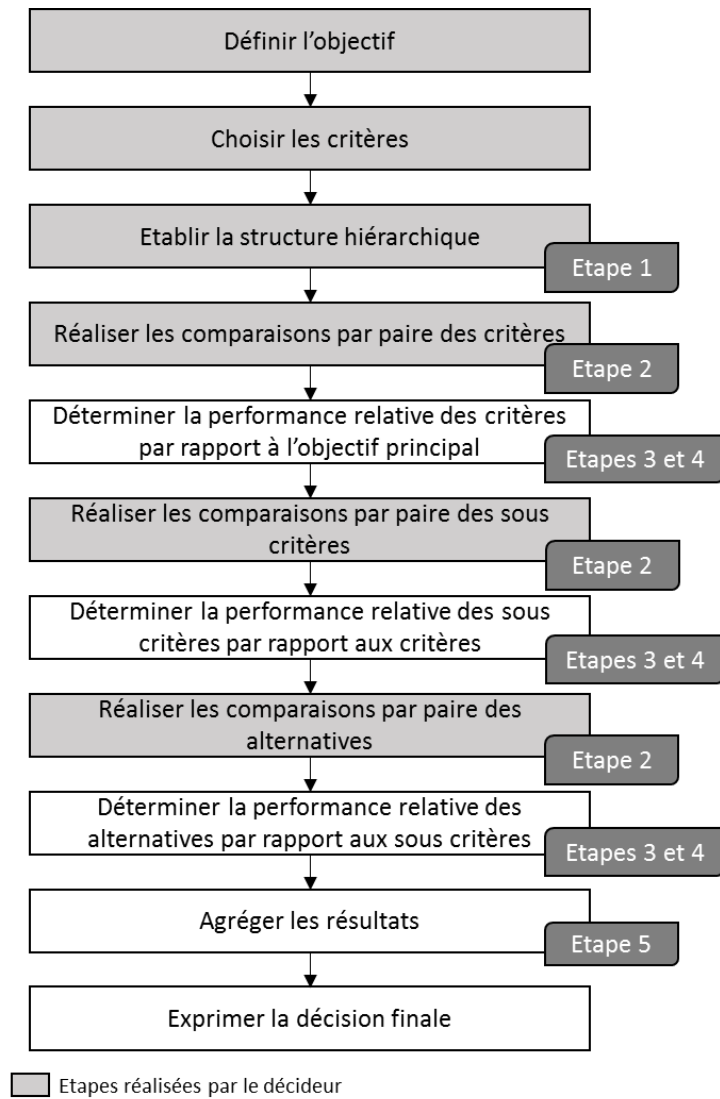 Définir l’objectif
Choisir les critères
Etablir la structure hiérarchique
Etape 1
Réaliser les comparaisons par paire des critères
Etape 2
Déterminer la performance relative des critères
par rapport à l’objectif principal
Etapes 3 et 4
Réaliser les comparaisons par paire des sous
critères
Etape 2
Déterminer la performance relative des sous
critères par rapport aux critères
Etapes 3 et 4
Réaliser les comparaisons par paire des
alternatives
Etape 2
Déterminer la performance relative des
alternatives par rapport aux sous critères
Etapes 3 et 4
Agréger les résultats
Etape 5
Exprimer la décision finale
Etapes réalisées par le décideur